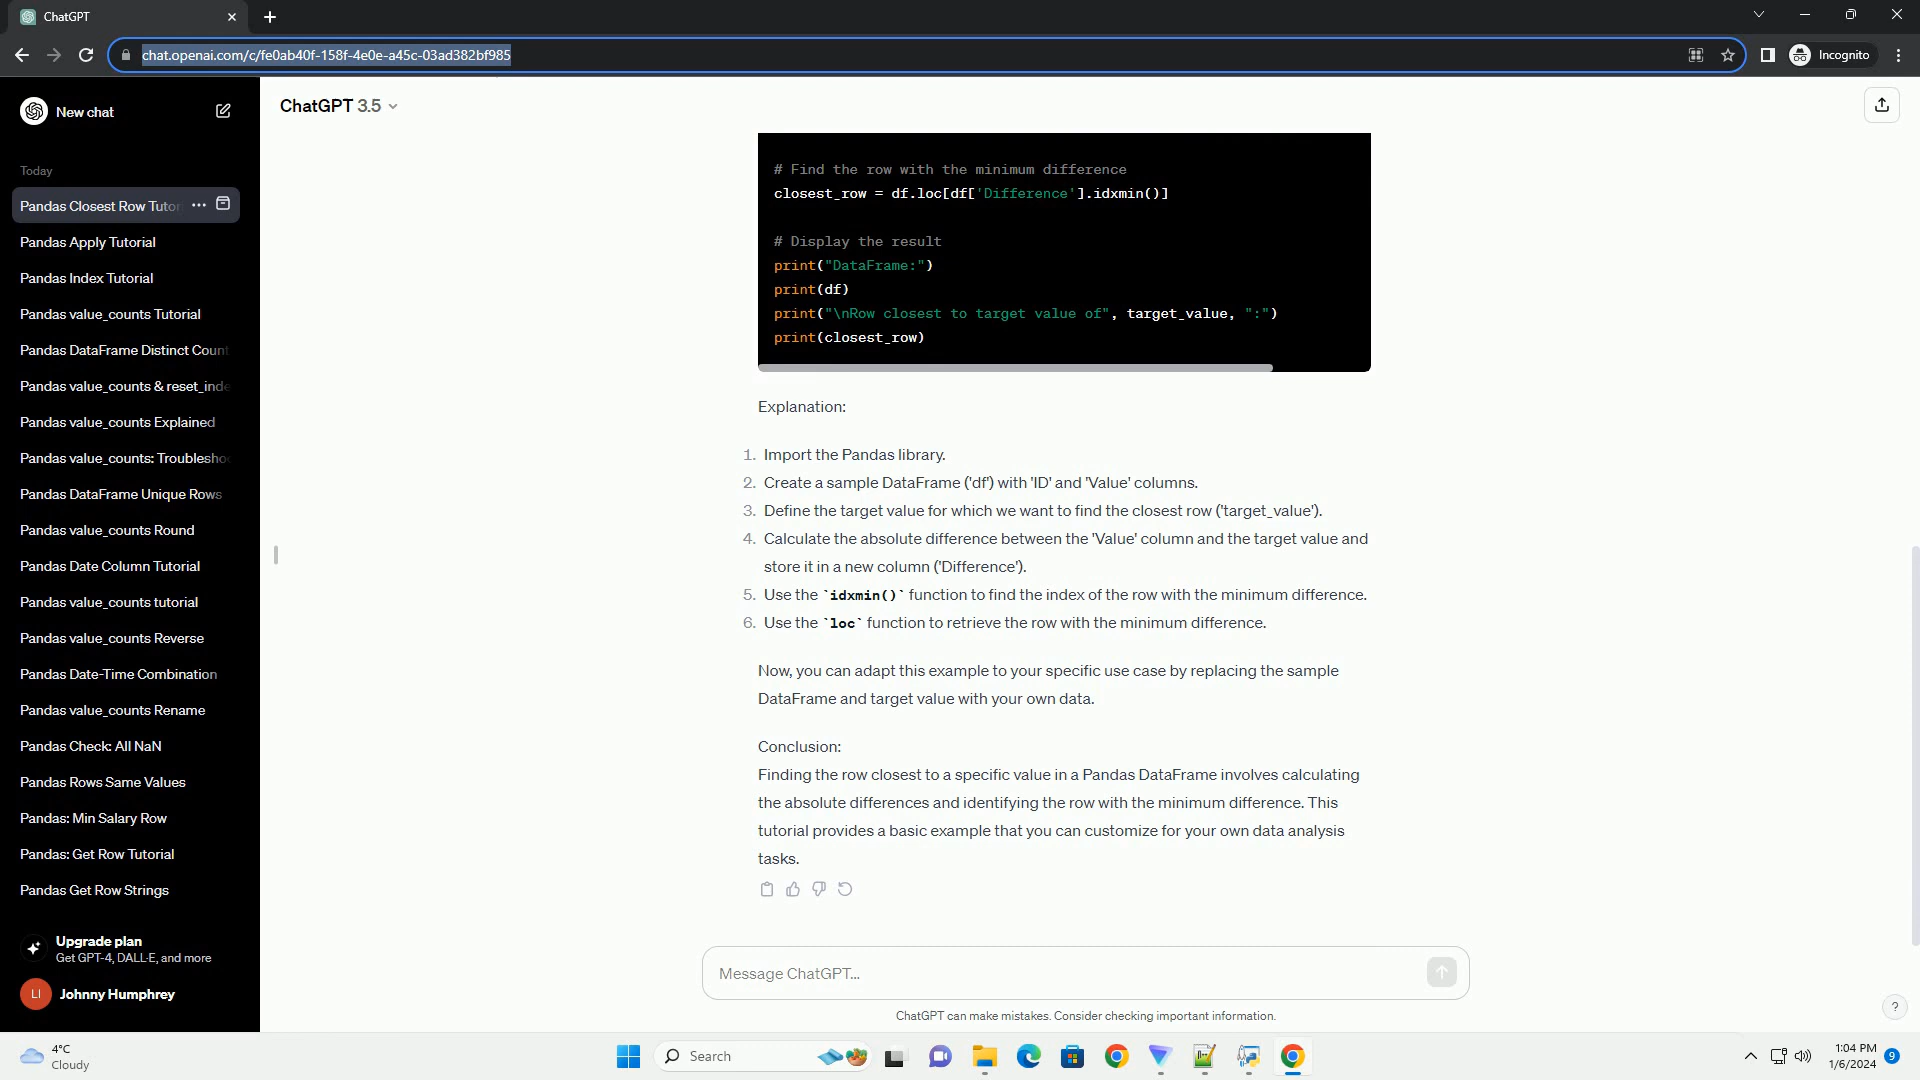 ChatGPT
chat.openai.com/c/fe0ab40f-158f-4e0e-a45c-03ad382bf985
Incognito
New chat
ChatGPT 3.5
Today
Pandas Closest Row Tutor
Pandas Apply Tutorial
Pandas Index Tutorial
Pandas value_counts Tutorial
Pandas DataFrame Distinct Count
Pandas value_counts & reset_inde
Pandas value_counts Explained
Pandas value_counts: Troublesho
Pandas DataFrame Unique Rows
Pandas value_counts Round
Pandas Date Column Tutorial
Pandas value_counts tutorial
Pandas value_counts Reverse
Pandas Date-Time Combination
Pandas value_counts Rename
Pandas Check: All NaN
Pandas Rows Same Values
Pandas: Min Salary Row
Pandas: Get Row Tutorial
Pandas Get Row Strings
Upgrade plan
Get GPT-4, DALL·E, and more
LI
Johnny Humphrey
# Find the row with the minimum difference
closest_row = df.loc[df['Difference'].idxmin()]
# Display the result
print("DataFrame:")
print(df)
print("\nRow closest to target value of", target_value, ":")
print(closest_row)
Explanation:
1. Import the Pandas library.
2. Create a sample DataFrame ('df') with 'ID' and 'Value' columns.
3. Define the target value for which we want to find the closest row ('target_value').
4. Calculate the absolute difference between the 'Value' column and the target value and
store it in a new column ('Difference').
5. Use the `idxmin()` function to find the index of the row with the minimum difference.
6. Use the `loc` function to retrieve the row with the minimum difference.
Now, you can adapt this example to your specific use case by replacing the sample
DataFrame and target value with your own data.
Conclusion:
Finding the row closest to a specific value in a Pandas DataFrame involves calculating
the absolute differences and identifying the row with the minimum difference. This
tutorial provides a basic example that you can customize for your own data analysis
tasks.
Message ChatGPT...
ChatGPT can make mistakes. Consider checking important information.
?
4°C
Cloudy
Search
1:04 PM
1/6/2024
9